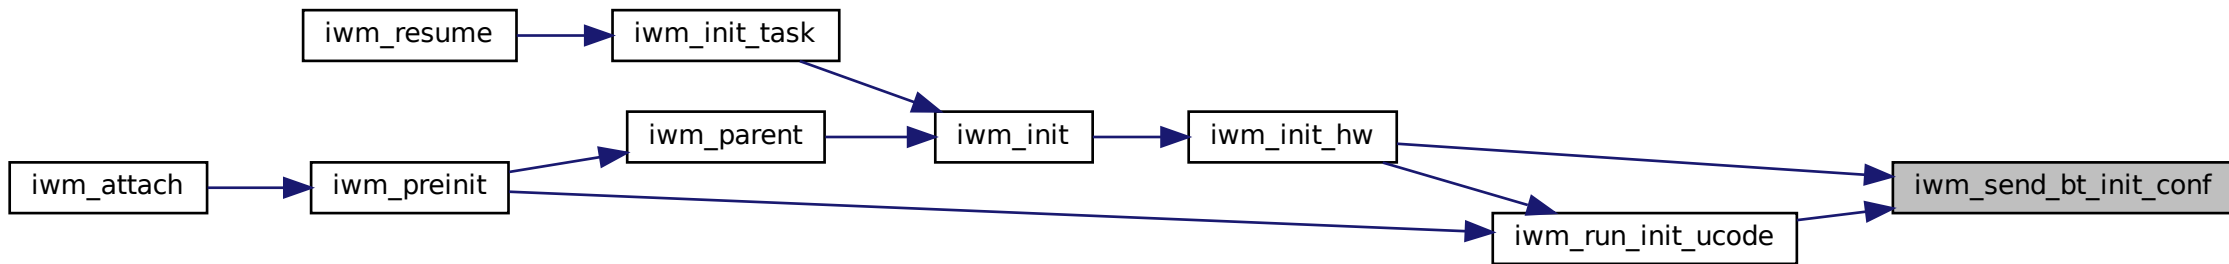 iwm_resume
iwm_init_task
iwm_parent
iwm_init
iwm_init_hw
iwm_attach
iwm_preinit
iwm_send_bt_init_conf
iwm_run_init_ucode